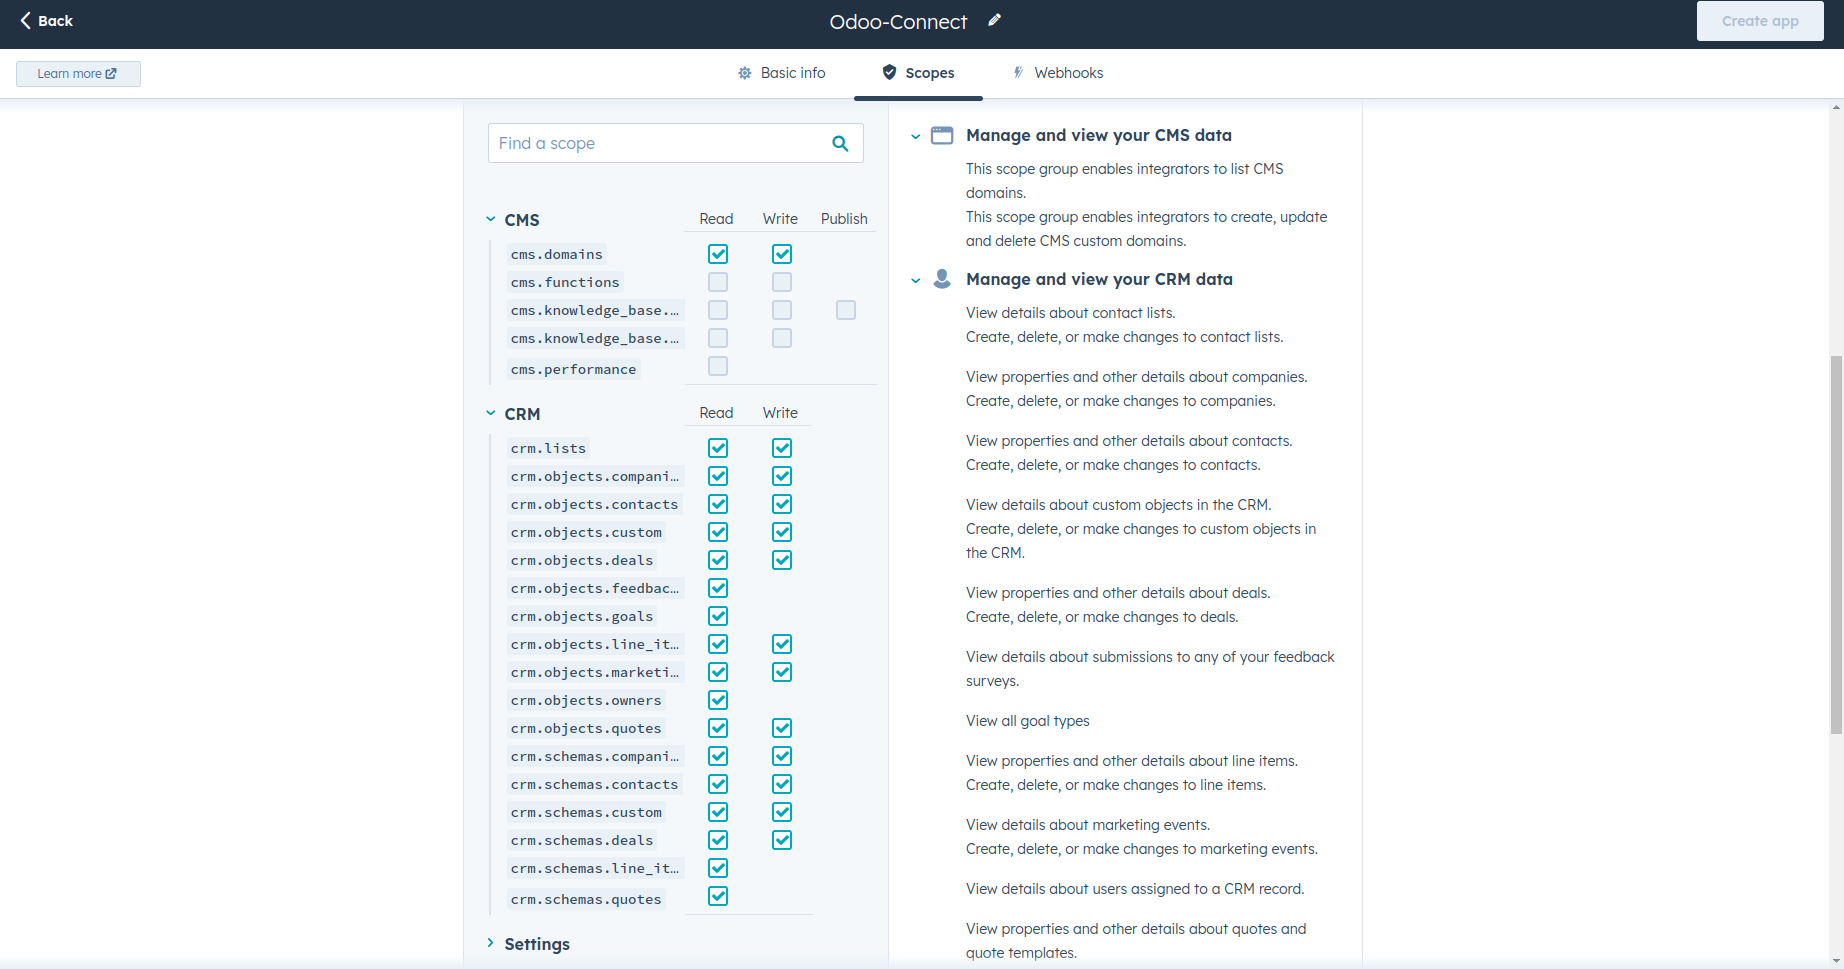 Back
Odoo-Connect
Create app
Learn more
Basic info
Scopes
Webhooks
Find a scope
CMS Read Write Publish
cms.domains
cms.functions
cms.knowledge_base....
cms.knowledge_base....
cms.performance
CRM Read Write
crm.lists
crm.objects.compani...
crm.objects.contacts
crm.objects.custom
crm.objects.deals
crm.objects.feedbac...
crm.objects.goals
crm.objects.line_it...
crm.objects.marketi...
crm.objects.owners
crm.objects.quotes
crm.schemas.compani...
crm.schemas.contacts
crm.schemas.custom
crm.schemas.deals
crm.schemas.line_it...
crm.schemas.quotes
Settings
Manage and view your CMS data
This scope group enables integrators to list CMS
domains.
This scope group enables integrators to create, update
and delete CMS custom domains.
Manage and view your CRM data
View details about contact lists.
Create, delete, or make changes to contact lists.
View properties and other details about companies.
Create, delete, or make changes to companies.
View properties and other details about contacts.
Create, delete, or make changes to contacts.
View details about custom objects in the CRM.
Create, delete, or make changes to custom objects in
the CRM.
View properties and other details about deals.
Create, delete, or make changes to deals.
View details about submissions to any of your feedback
surveys.
View all goal types
View properties and other details about line items.
Create, delete, or make changes to line items.
View details about marketing events.
Create, delete, or make changes to marketing events.
View details about users assigned to a CRM record.
View properties and other details about quotes and
quote templates.